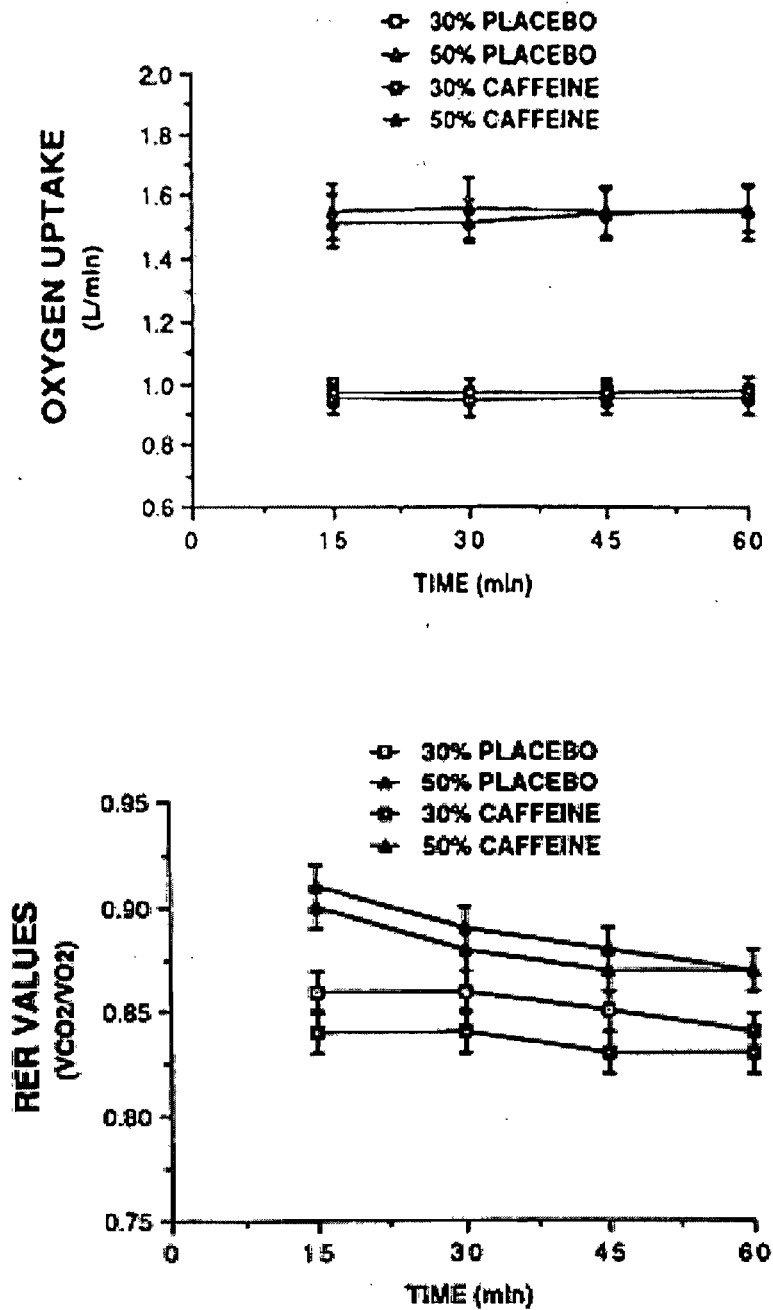 30% PLACEBO
50% PLACEBO
30% CAFFEINE
50% CAFFEINE
OXYGEN UPTAKE
(L/min)
2.0
1.8
1.6
1.4
1.2
1.0
0.8
0.6
0
15
30
45
60
TIME (min)
30% PLACEBO
50% PLACEBO
30% CAFFEINE
50% CAFFEINE
RER VALUES
(VCO2/VO2)
0.95
0.90
0.85
0.80
0.75
0
15
30
45
60
TIME (min)